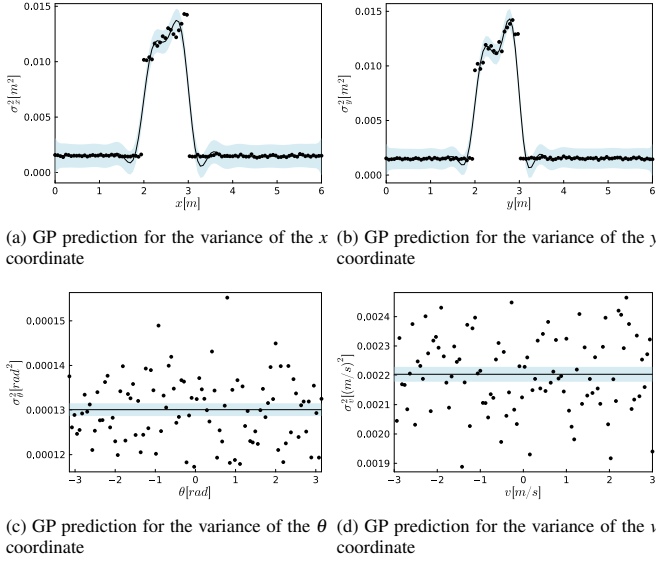 0.015
0.010
0.005
0.000
σ²x̂[m²]
0 1 2 3 4 5 6
x[m]
0.015
0.010
0.005
0.000
σ²ŷ[m²]
0 1 2 3 4 5 6
y[m]
(a) GP prediction for the variance of the x
coordinate
(b) GP prediction for the variance of the y
coordinate
0.00015
0.00014
0.00013
0.00012
σ²θ̂[rad²]
−3 −2 −1 0 1 2 3
θ[rad]
0.0024
0.0023
0.0022
0.0021
0.0020
0.0019
σ²v̂[(m/s)²]
−3 −2 −1 0 1 2 3
v[m/s]
(c) GP prediction for the variance of the θ
coordinate
(d) GP prediction for the variance of the v
coordinate